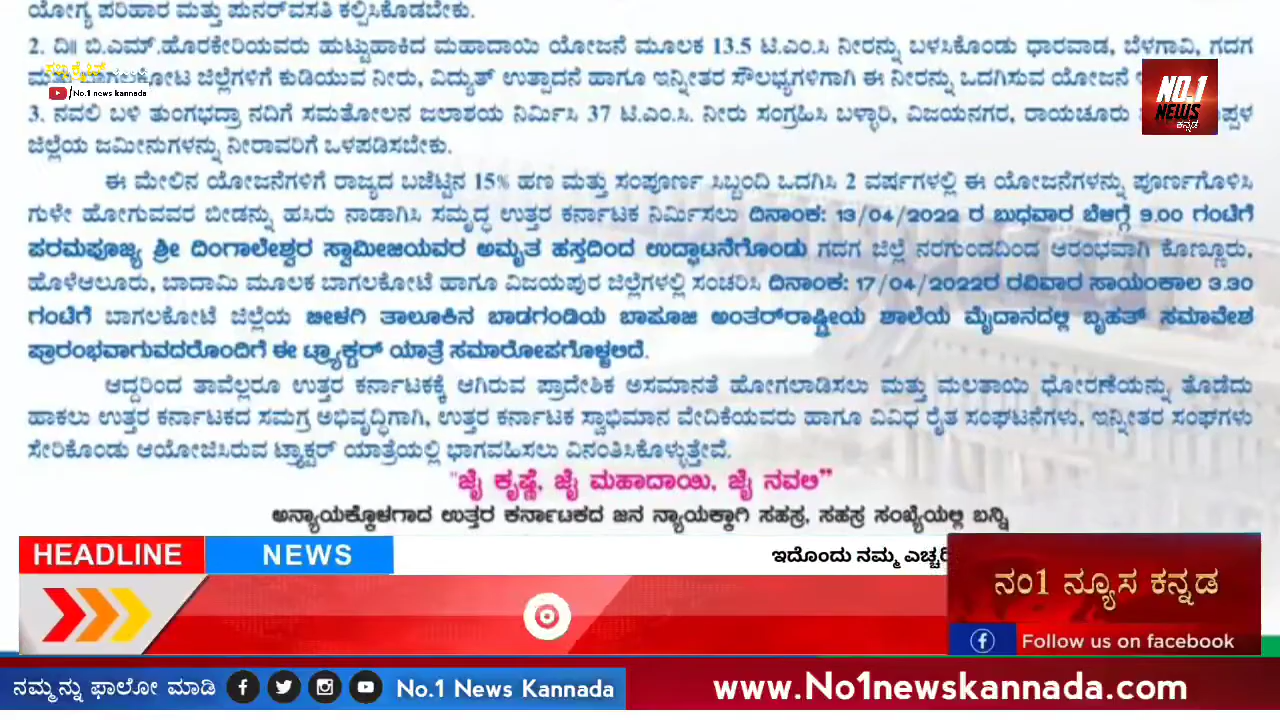 ಯೋಗ್ಯ ಪರಿಹಾರ ಮತ್ತು ಪುನರ್‌ವಸತಿ ಕಲ್ಪಿಸಿಕೊಡಬೇಕು.
2. ದಿ॥ ಬಿ.ಎಮ್.ಹೊರಕೇರಿಯವರು ಹುಟ್ಟುಹಾಕಿದ ಮಹಾದಾಯಿ ಯೋಜನೆ ಮೂಲಕ 13.5 ಟಿ.ಎಂ.ಸಿ ನೀರನ್ನು ಬಳಸಿಕೊಂಡು ಧಾರವಾಡ, ಬೆಳಗಾವಿ, ಗದಗ
ಜಿಲ್ಲೆಗಳಿಗೆ ಕುಡಿಯುವ ನೀರು, ವಿದ್ಯುತ್ ಉತ್ಪಾದನೆ ಹಾಗೂ ಇನ್ನೀತರ ಸೌಲಭ್ಯಗಳಿಗಾಗಿ ಈ ನೀರನ್ನು ಒದಗಿಸುವ ಯೋಜನೆ
/No.1 news kannada
NO.1
NEWS
ಕನ್ನಡ
3. ನವಲಿ ಬಳಿ ತುಂಗಭದ್ರಾ ನದಿಗೆ ಸಮತೋಲನ ಜಲಾಶಯ ನಿರ್ಮಿಸಿ 37 ಟಿ.ಎಂ.ಸಿ. ನೀರು ಸಂಗ್ರಹಿಸಿ ಬಳ್ಳಾರಿ, ವಿಜಯನಗರ, ರಾಯಚೂರು
ಜಿಲ್ಲೆಯ ಜಮೀನುಗಳನ್ನು ನೀರಾವರಿಗೆ ಒಳಪಡಿಸಬೇಕು.
ಈ ಮೇಲಿನ ಯೋಜನೆಗಳಿಗೆ ರಾಜ್ಯದ ಬಜೆಟ್ಟಿನ 15% ಹಣ ಮತ್ತು ಸಂಪೂರ್ಣ ಸಿಬ್ಬಂದಿ ಒದಗಿಸಿ 2 ವರ್ಷಗಳಲ್ಲಿ ಈ ಯೋಜನೆಗಳನ್ನು ಪೂರ್ಣಗೊಳಿಸಿ
ಗುಳೇ ಹೋಗುವವರ ಬೀಡನ್ನು ಹಸಿರು ನಾಡಾಗಿಸಿ ಸಮೃದ್ಧ ಉತ್ತರ ಕರ್ನಾಟಕ ನಿರ್ಮಿಸಲು ದಿನಾಂಕ: 13/04/2022 ರ ಬುಧವಾರ ಬೆಳಗ್ಗೆ 9.00 ಗಂಟೆಗೆ
ಪರಮಪೂಜ್ಯ ಶ್ರೀ ದಿಂಗಾಲೇಶ್ವರ ಸ್ವಾಮೀಜಿಯವರ ಅಮೃತ ಹಸ್ತದಿಂದ ಉದ್ಘಾಟನೆಗೊಂಡು ಗದಗ ಜಿಲ್ಲೆ ನರಗುಂದದಿಂದ ಆರಂಭವಾಗಿ ಕೊಣ್ಣೂರು,
ಹೊಳೆಆಲೂರು, ಬಾದಾಮಿ ಮೂಲಕ ಬಾಗಲಕೋಟೆ ಹಾಗೂ ವಿಜಯಪುರ ಜಿಲ್ಲೆಗಳಲ್ಲಿ ಸಂಚರಿಸಿ ದಿನಾಂಕ: 17/04/2022ರ ರವಿವಾರ ಸಾಯಂಕಾಲ 3.30
ಗಂಟೆಗೆ ಬಾಗಲಕೋಟೆ ಜಿಲ್ಲೆಯ ಬೀಳಗಿ ತಾಲೂಕಿನ ಬಾಡಗಂಡಿಯ ಬಾಪೂಜಿ ಅಂತರ್‌ರಾಷ್ಟ್ರೀಯ ಶಾಲೆಯ ಮೈದಾನದಲ್ಲಿ ಬೃಹತ್ ಸಮಾವೇಶ
ಪ್ರಾರಂಭವಾಗುವದರೊಂದಿಗೆ ಈ ಟ್ರ್ಯಾಕ್ಟರ್ ಯಾತ್ರೆ ಸಮಾರೋಪಗೊಳ್ಳಲಿದೆ.
ಆದ್ದರಿಂದ ತಾವೆಲ್ಲರೂ ಉತ್ತರ ಕರ್ನಾಟಕಕ್ಕೆ ಆಗಿರುವ ಪ್ರಾದೇಶಿಕ ಅಸಮಾನತೆ ಹೋಗಲಾಡಿಸಲು ಮತ್ತು ಮಲತಾಯಿ ಧೋರಣೆಯನ್ನು ತೊಡೆದು
ಹಾಕಲು ಉತ್ತರ ಕರ್ನಾಟಕದ ಸಮಗ್ರ ಅಭಿವೃದ್ಧಿಗಾಗಿ, ಉತ್ತರ ಕರ್ನಾಟಕ ಸ್ವಾಭಿಮಾನ ವೇದಿಕೆಯವರು ಹಾಗೂ ವಿವಿಧ ರೈತ ಸಂಘಟನೆಗಳು, ಇನ್ನೀತರ ಸಂಘಗಳು
ಸೇರಿಕೊಂಡು ಆಯೋಜಿಸಿರುವ ಟ್ರ್ಯಾಕ್ಟರ್ ಯಾತ್ರೆಯಲ್ಲಿ ಭಾಗವಹಿಸಲು ವಿನಂತಿಸಿಕೊಳ್ಳುತ್ತೇವೆ.
"ಜೈ ಕೃಷ್ಣೆ, ಜೈ ಮಹಾದಾಯಿ, ಜೈ ನವಲಿ"
ಅನ್ಯಾಯಕ್ಕೊಳಗಾದ ಉತ್ತರ ಕರ್ನಾಟಕದ ಜನ ನ್ಯಾಯಕ್ಕಾಗಿ ಸಹಸ್ರ, ಸಹಸ್ರ ಸಂಖ್ಯೆಯಲ್ಲಿ ಬನ್ನಿ
HEADLINE NEWS
ಇದೊಂದು ನಮ್ಮ
ನಂ1 ನ್ಯೂಸ ಕನ್ನಡ
Follow us on facebook
ನಮ್ಮನ್ನು ಫಾಲೋ ಮಾಡಿ
No.1 News Kannada
www.No1newskannada.com